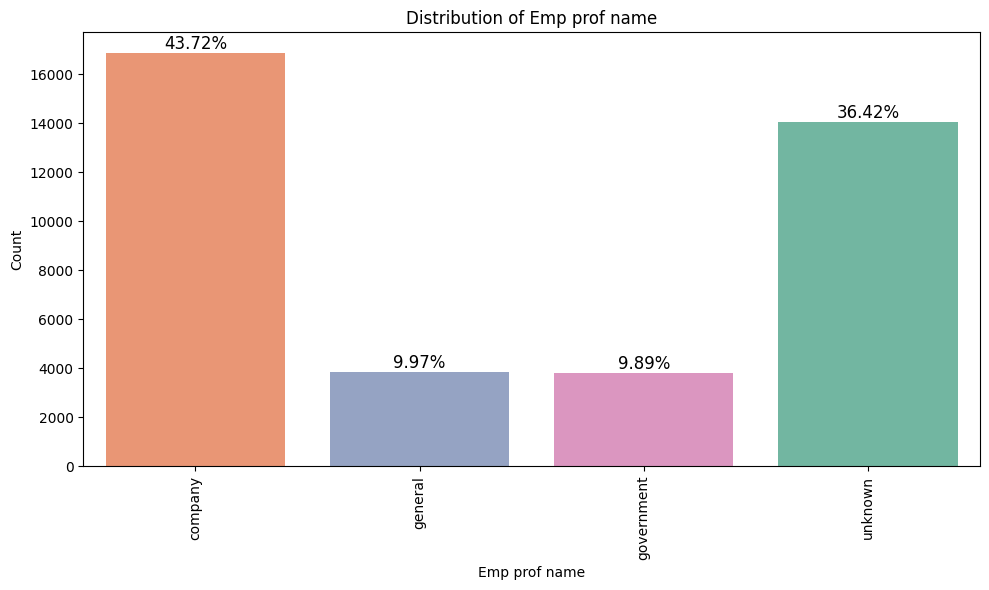 Distribution of Emp prof name
43.72%
36.42%
9.97%
9.89%
16000
14000
12000
10000
8000
6000
4000
2000
0
Count
company
general
government
unknown
Emp prof name